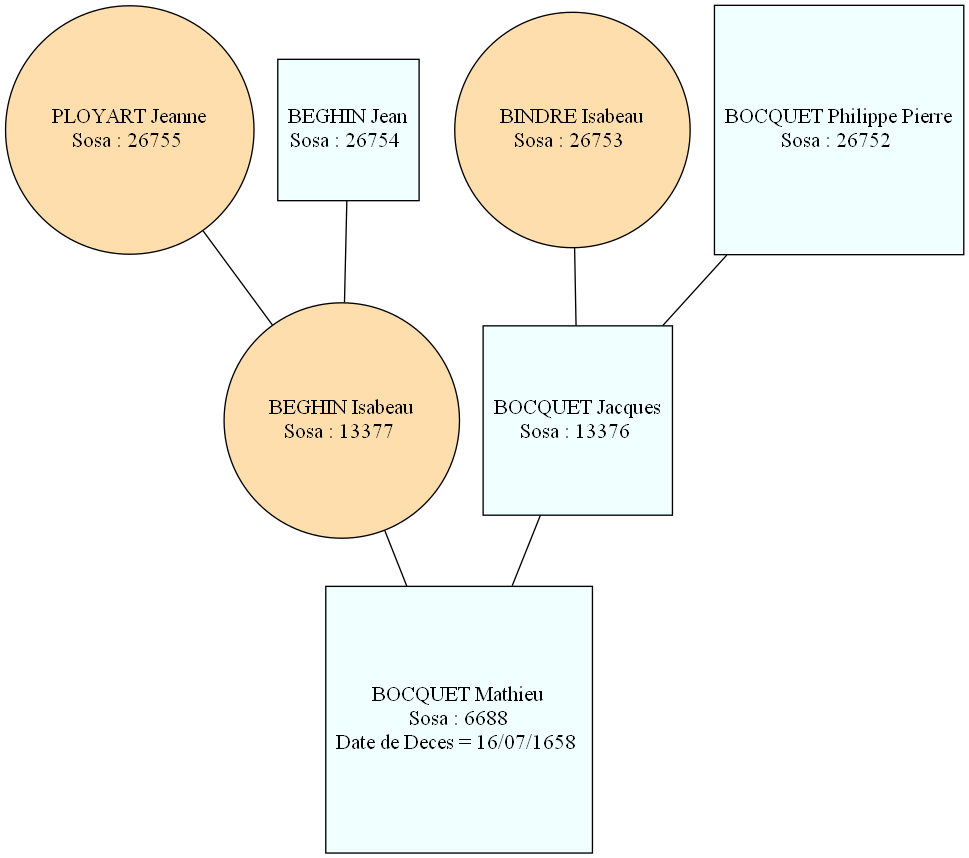 PLOYART Jeanne
Sosa : 26755
BEGHIN Jean
Sosa : 26754
BINDRE Isabeau
Sosa : 26753
BOCQUET Philippe Pierre
Sosa : 26752
BEGHIN Isabeau
Sosa : 13377
BOCQUET Jacques
Sosa : 13376
BOCQUET Mathieu
Sosa : 6688
Date de Deces = 16/07/1658